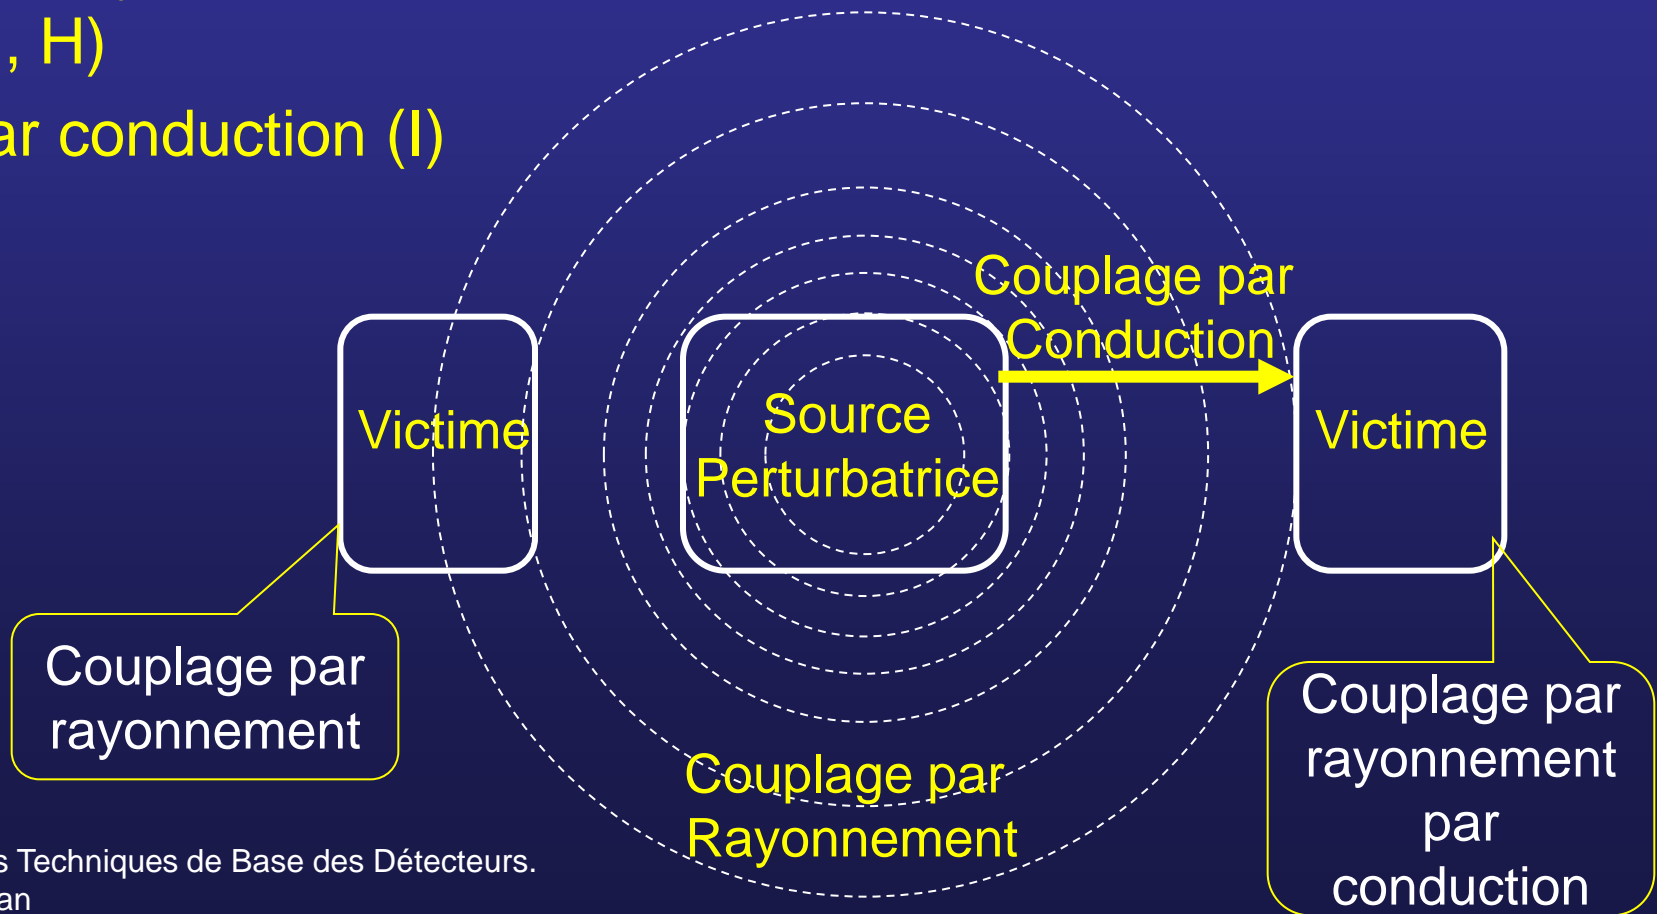 , H)
ar conduction (I)
Couplage par
Conduction
Victime
Source
Perturbatrice
Victime
Couplage par
rayonnement
Couplage par
Rayonnement
Couplage par
rayonnement
par
conduction
s Techniques de Base des Détecteurs.
an